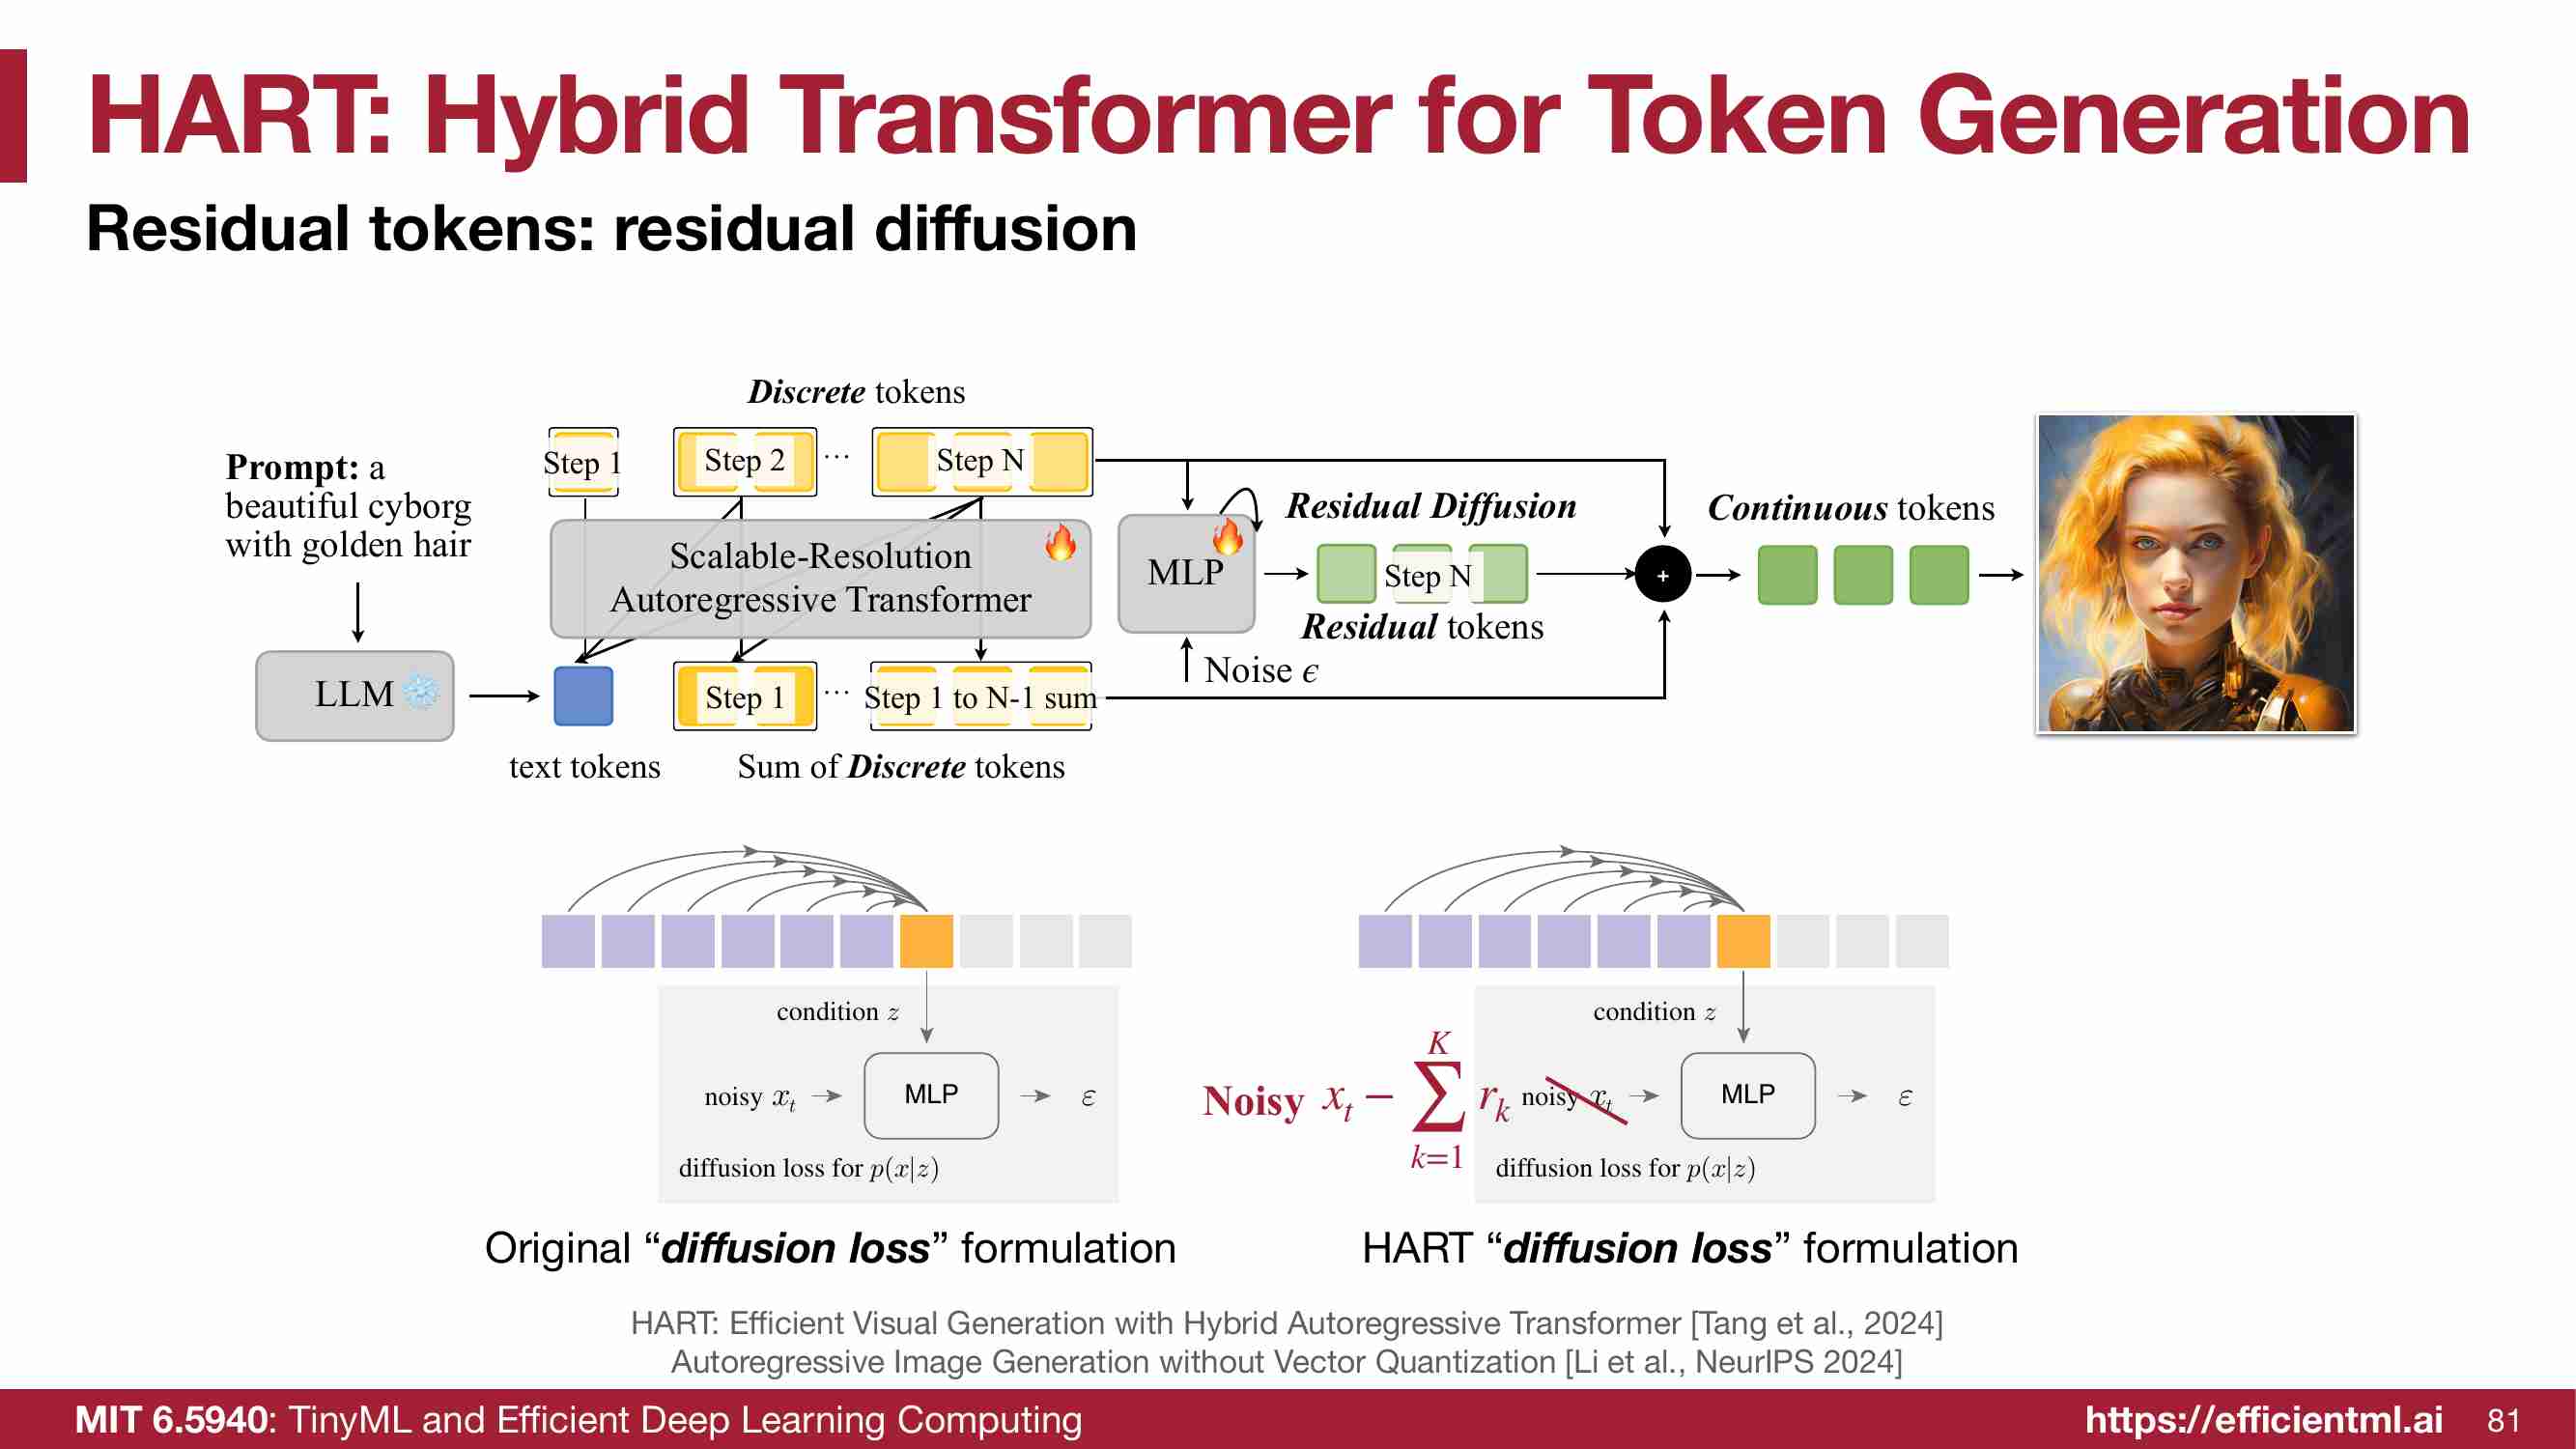 HART: Hybrid Transformer for Token Generation
Residual tokens: residual diffusion
Discrete tokens
Prompt: a
beautiful cyborg
with golden hair
Step 1
Step 2
...
Step N
Scalable-Resolution
Autoregressive Transformer
LLM
text tokens
Step 1
...
Step 1 to N-1 sum
Sum of Discrete tokens
MLP
Noise ϵ
Residual Diffusion
Step N
Residual tokens
+
Continuous tokens
condition z
noisy x_t
MLP
ε
diffusion loss for p(x|z)
Original “diffusion loss” formulation
condition z
Noisy x_t − \sum_{k=1}^{K} r_k
noisy x_t
MLP
ε
diffusion loss for p(x|z)
HART “diffusion loss” formulation
HART: Efficient Visual Generation with Hybrid Autoregressive Transformer [Tang et al., 2024]
Autoregressive Image Generation without Vector Quantization [Li et al., NeurIPS 2024]
MIT 6.5940: TinyML and Efficient Deep Learning Computing
https://efficientml.ai
81